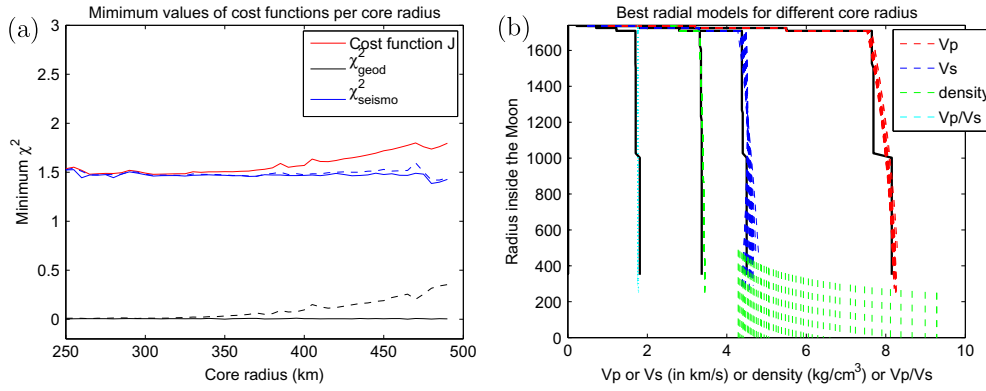 (a)
Mimimum values of cost functions per core radius
3
2.5
2
1.5
1
0.5
0
Minimum χ²
Cost function J
χ²geod
χ²seismo
250 300 350 400 450 500
Core radius (km)
(b)
Best radial models for different core radius
1600
1400
1200
1000
800
600
400
200
0
Radius inside the Moon
Vp
Vs
density
Vp/Vs
0 2 4 6 8 10
Vp or Vs (in km/s) or density (kg/cm³) or Vp/Vs